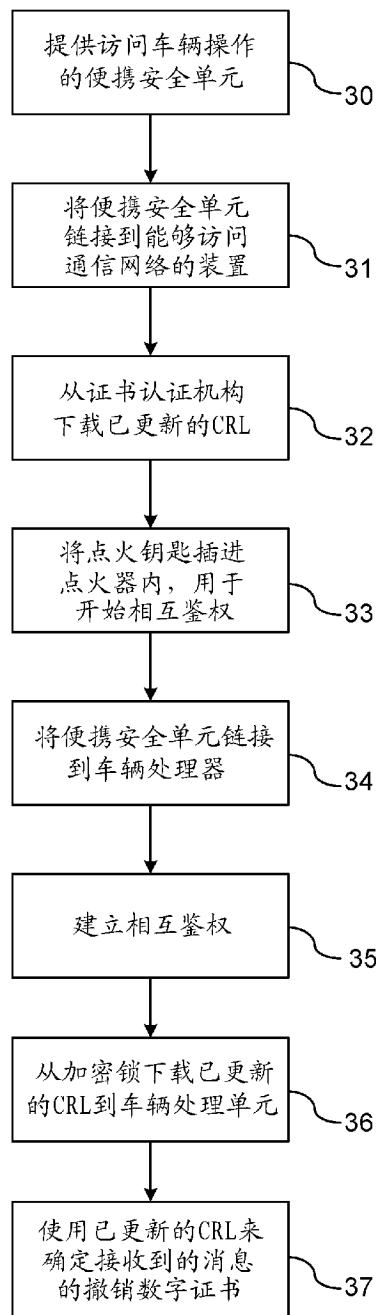 提供访问车辆操作
的便携安全单元
30
将便携安全单元
链接到能够访问
通信网络的装置
31
从证书认证机构
下载已更新的CRL
32
将点火钥匙插进
点火器内，用于
开始相互鉴权
33
将便携安全单元链接
到车辆处理器
34
建立相互鉴权
35
从加密锁下载已更新
的CRL到车辆处理单元
36
使用已更新的CRL来
确定接收到的消息
的撤销数字证书
37